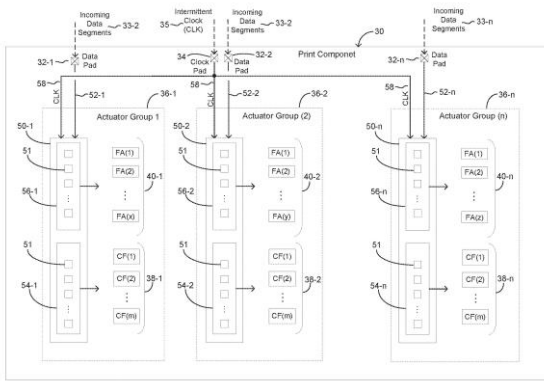 Incoming
Data
Segments
33-2
Intermittent
Clock
(CLK)
35
Incoming
Data
Segments
33-2
Incoming
Data
Segments
33-n
30
Print Componet
32-1
Data
Pad
34
Clock
Pad
32-2
Data
Pad
32-n
Data
Pad
58
CLK
52-1
36-1
58
CLK
52-2
36-2
58
CLK
52-n
36-n
50-1
Actuator Group 1
51
56-1
FA(1)
FA(2)
FA(x)
40-1
51
54-1
CF(1)
CF(2)
CF(m)
38-1
50-2
Actuator Group (2)
51
56-2
FA(1)
FA(2)
FA(y)
40-2
51
54-2
CF(1)
CF(2)
CF(m)
38-2
50-n
Actuator Group (n)
51
56-n
FA(1)
FA(2)
FA(z)
40-n
51
54-n
CF(1)
CF(2)
CF(m)
38-n